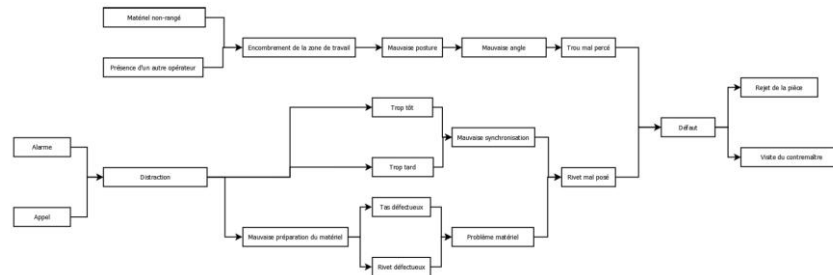 Matériel non-rangé
Présence d'un autre opérateur
Encombrement de la zone de travail
Mauvaise posture
Mauvaise angle
Trou mal percé
Rejet de la pièce
Trop tôt
Défaut
Mauvaise synchronisation
Alarme
Visite du contremaître
Trop tard
Distraction
Rivet mal posé
Tas défectueux
Appel
Mauvaise préparation du matériel
Problème matériel
Rivet défectueux